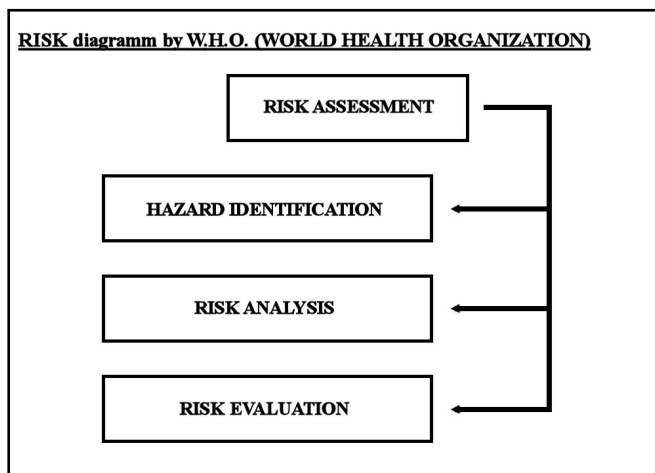 RISK diagramm by W.H.O. (WORLD HEALTH ORGANIZATION)
RISK ASSESSMENT
HAZARD IDENTIFICATION
RISK ANALYSIS
RISK EVALUATION